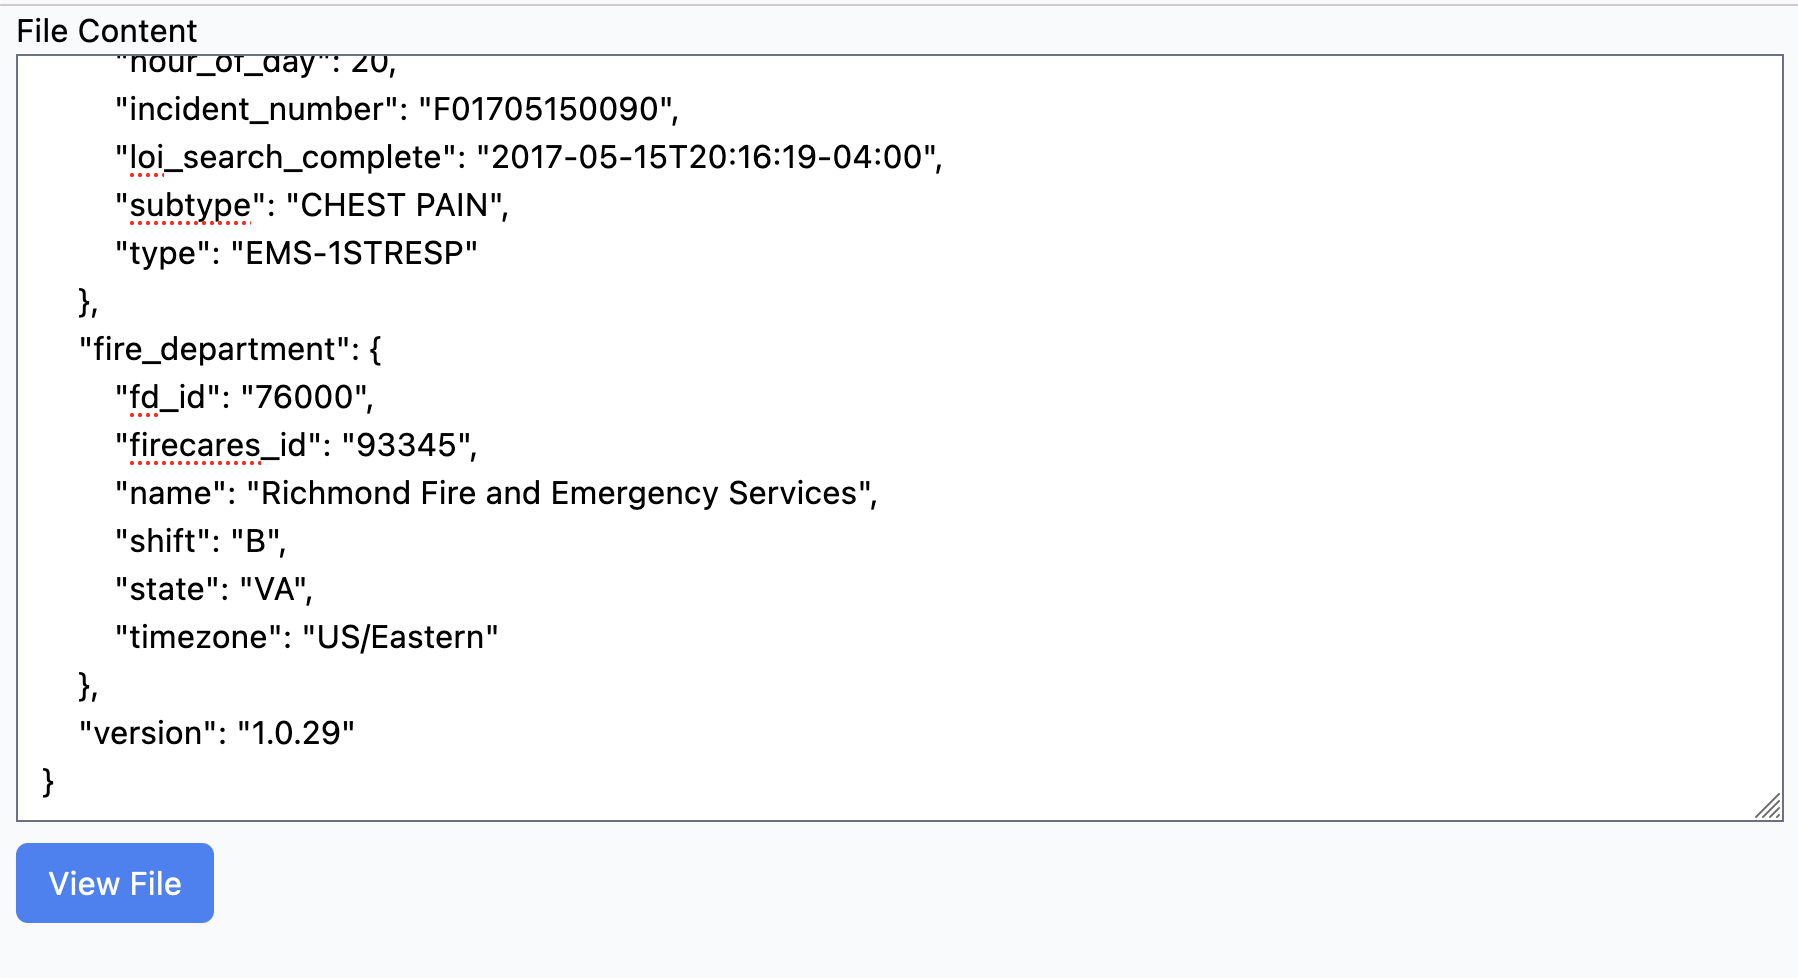 File Content
"hour_of_day": 20,
"incident_number": "F01705150090",
"loi_search_complete": "2017-05-15T20:16:19-04:00",
"subtype": "CHEST PAIN",
"type": "EMS-1STRESP"
},
"fire_department": {
"fd_id": "76000",
"firecares_id": "93345",
"name": "Richmond Fire and Emergency Services",
"shift": "B",
"state": "VA",
"timezone": "US/Eastern"
},
"version": "1.0.29"
}
View File